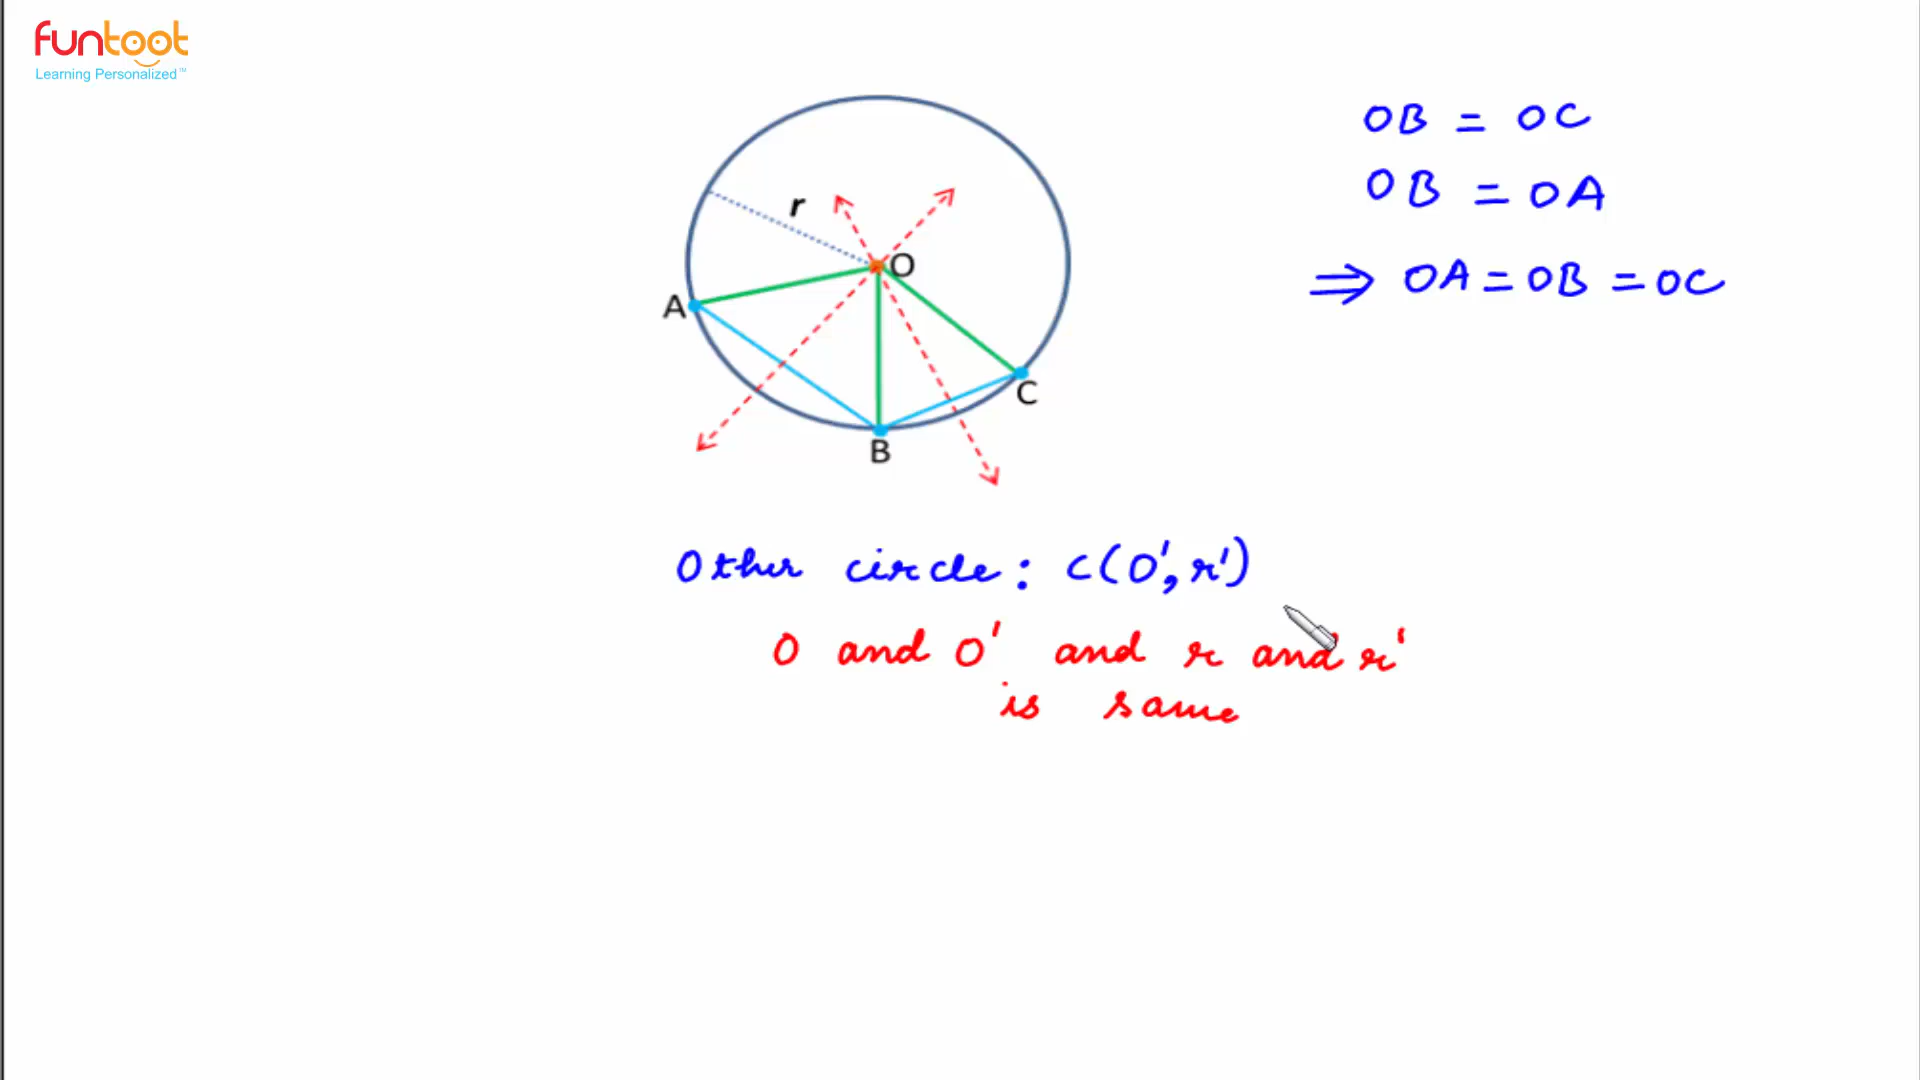 funtoot
Learning Personalized™
OB = OC
OB = OA
⇒ OA = OB = OC
r
O
A
C
B
Other circle : C(O', r')
O and O' and r and r'
is same